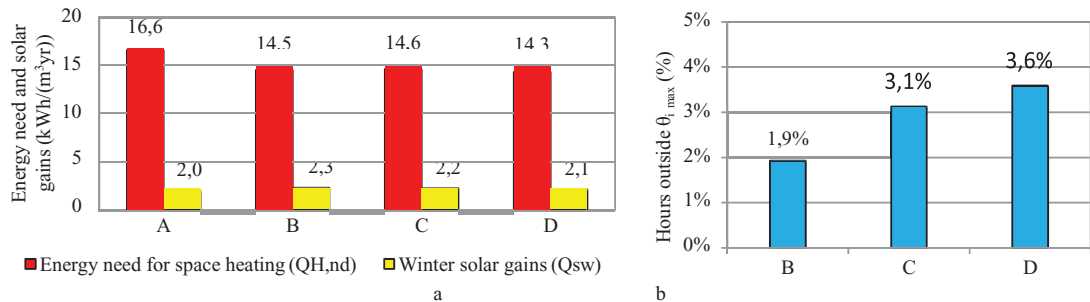 Energy need and solar
gains (kWh/(m³yr))
20
15
10
5
0
16,6
14,5
14,6
14,3
2,0
2,3
2,2
2,1
A B C D
Energy need for space heating (QH,nd) Winter solar gains (Qsw)
a
Hours outside θi max (%)
5%
4%
3%
2%
1%
0%
1,9%
3,1%
3,6%
B C D
b